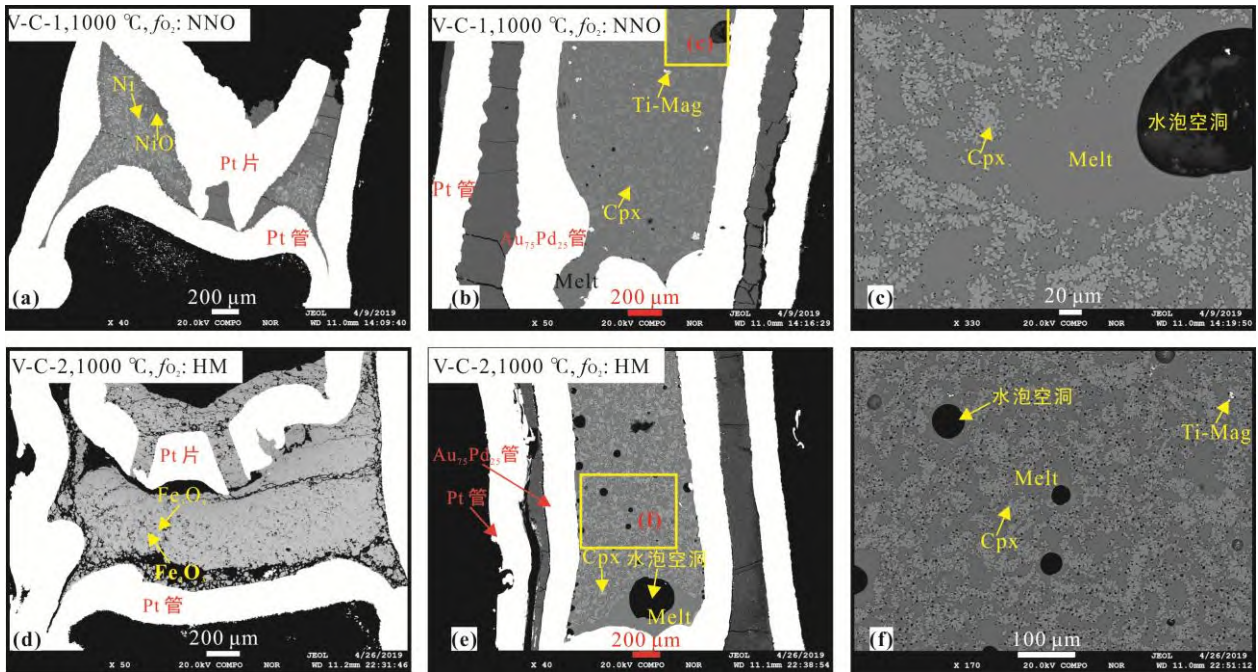 V-C-1,1000 ℃, fO₂: NNO
Ni
NiO
Pt 片
Pt 管
(a)
200 μm
JEOL 4/9/2019
X 40 20.0kV COMPO NOR WD 11.0mm 14:09:40
V-C-1,1000 ℃, fO₂: NNO
(c)
Ti-Mag
Pt 管
Cpx
Au₇₅Pd₂₅管
Melt
(b)
200 μm
JEOL 4/9/2019
X 50 20.0kV COMPO NOR WD 11.0mm 14:16:29
水泡空洞
Cpx
Melt
(c)
20 μm
JEOL 4/9/2019
X 330 20.0kV COMPO NOR WD 11.0mm 14:19:50
V-C-2,1000 ℃, fO₂: HM
Pt 片
Pt 管
(d)
200 μm
JEOL 4/26/2019
X 50 20.0kV COMPO NOR WD 11.2mm 22:31:46
V-C-2,1000 ℃, fO₂: HM
Au₇₅Pd₂₅管
Pt 管
(f)
Cpx 水泡空洞
Melt
(e)
200 μm
JEOL 4/26/2019
X 40 20.0kV COMPO NOR WD 11.1mm 22:38:54
水泡空洞
Ti-Mag
Melt
Cpx
(f)
100 μm
JEOL 4/26/2019
X 170 20.0kV COMPO NOR WD 11.0mm